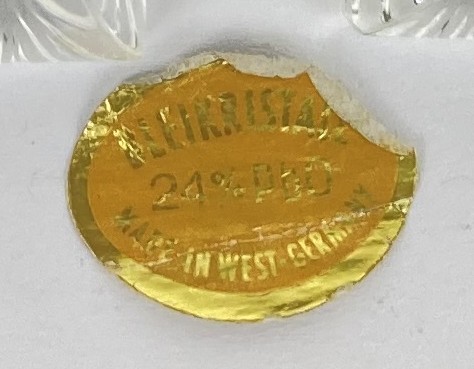 BLEIKRISTALL
24% PBO
MADE IN WEST-GERMANY